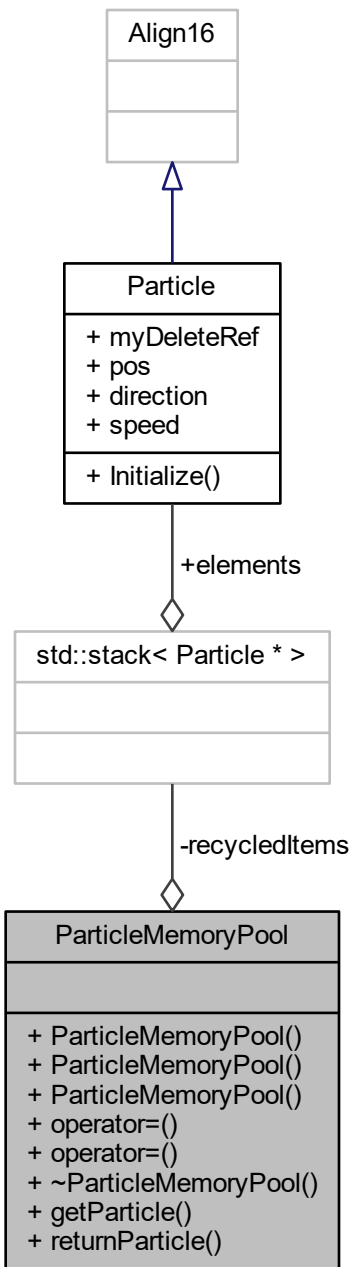 Align16
Particle
+ myDeleteRef
+ pos
+ direction
+ speed
+ Initialize()
+elements
std::stack< Particle * >
-recycledItems
ParticleMemoryPool
+ ParticleMemoryPool()
+ ParticleMemoryPool()
+ ParticleMemoryPool()
+ operator=()
+ operator=()
+ ~ParticleMemoryPool()
+ getParticle()
+ returnParticle()